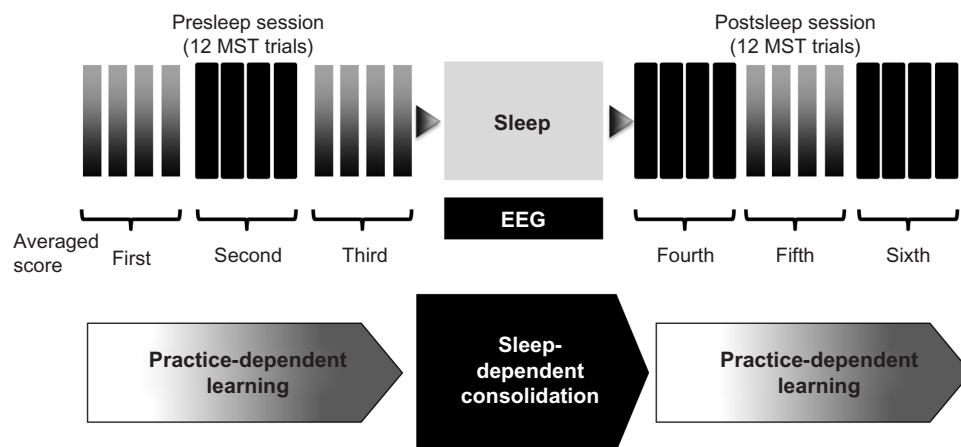 Presleep session
(12 MST trials)
Postsleep session
(12 MST trials)
Sleep
EEG
Averaged
score
First
Second
Third
Fourth
Fifth
Sixth
Practice-dependent
learning
Sleep-
dependent
consolidation
Practice-dependent
learning